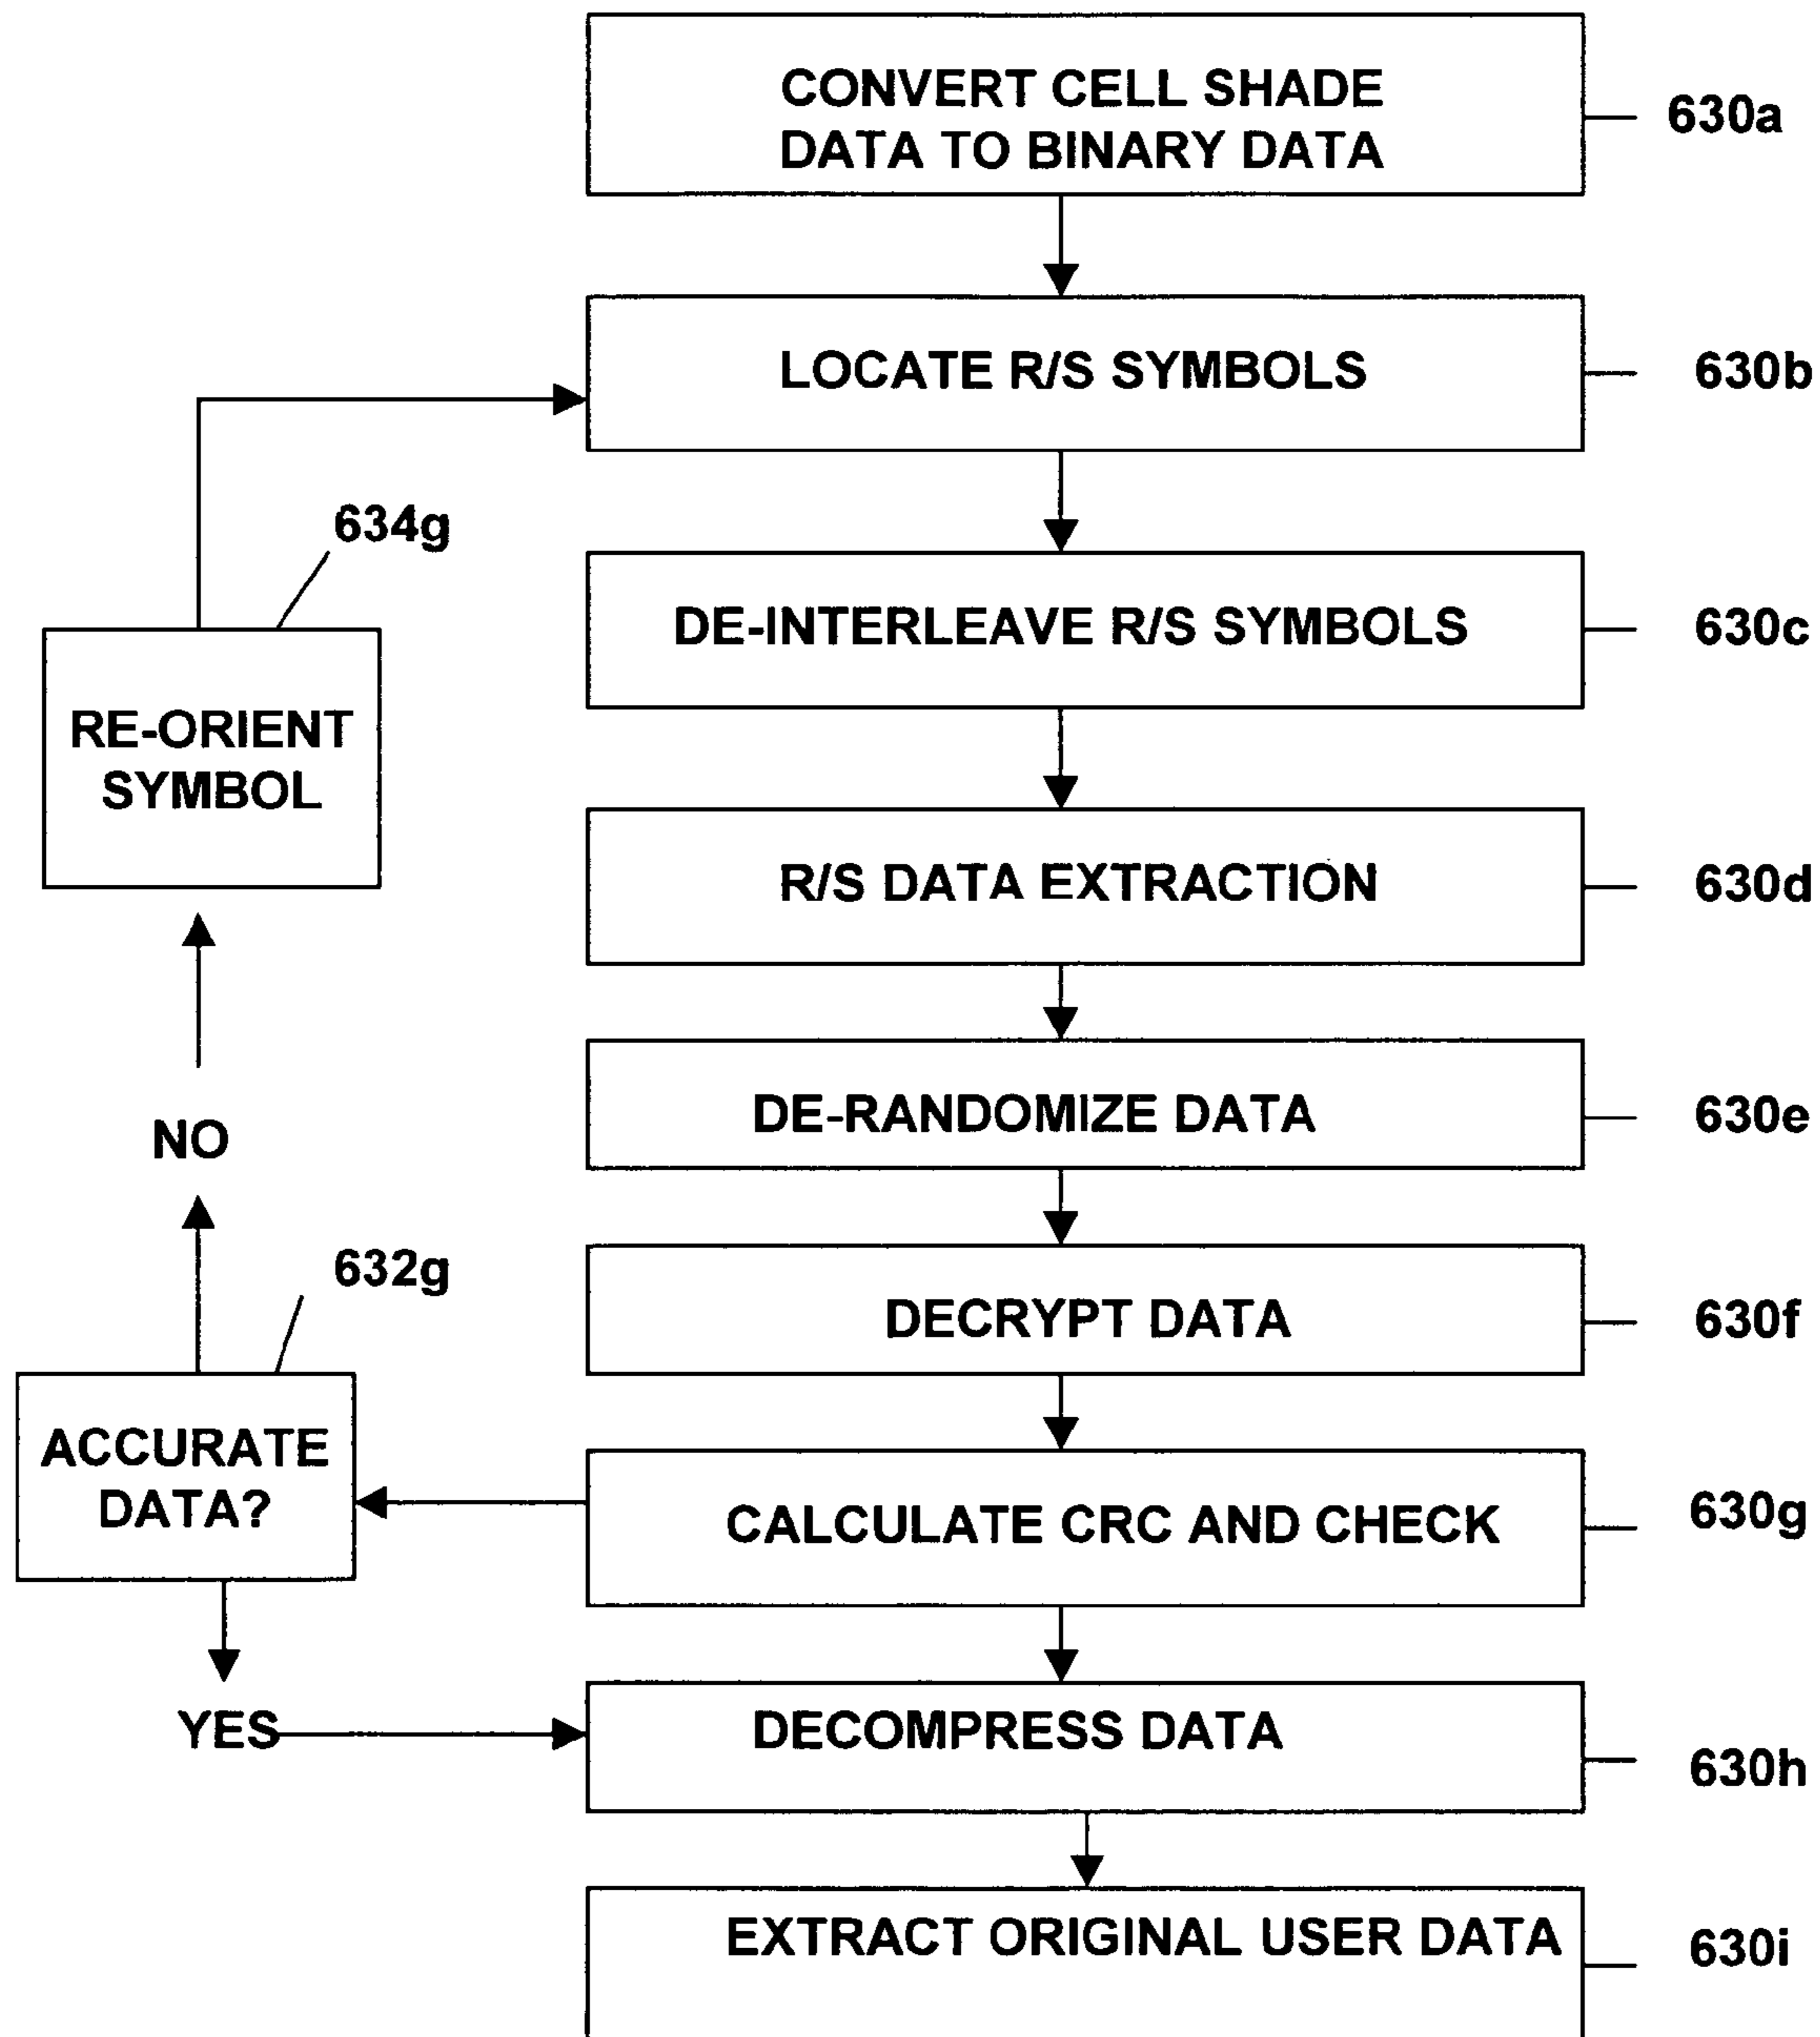 CONVERT CELL SHADE
DATA TO BINARY DATA
630a
LOCATE R/S SYMBOLS
630b
634g
DE-INTERLEAVE R/S SYMBOLS
630c
RE-ORIENT
SYMBOL
R/S DATA EXTRACTION
630d
DE-RANDOMIZE DATA
630e
NO
632g
DECRYPT DATA
630f
ACCURATE
DATA?
CALCULATE CRC AND CHECK
630g
YES
DECOMPRESS DATA
630h
EXTRACT ORIGINAL USER DATA
630i